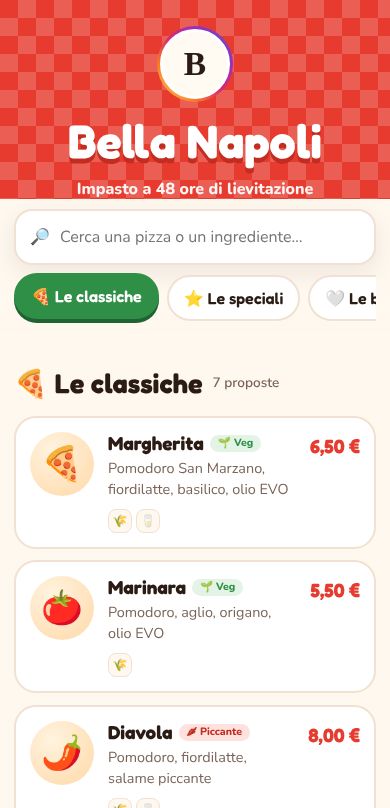 B
Bella Napoli
Impasto a 48 ore di lievitazione
Cerca una pizza o un ingrediente...
Le classiche
Le speciali
Le b
Le classiche 7 proposte
Margherita Veg 6,50 €
Pomodoro San Marzano,
fiordilatte, basilico, olio EVO
Marinara Veg 5,50 €
Pomodoro, aglio, origano,
olio EVO
Diavola Piccante 8,00 €
Pomodoro, fiordilatte,
salame piccante